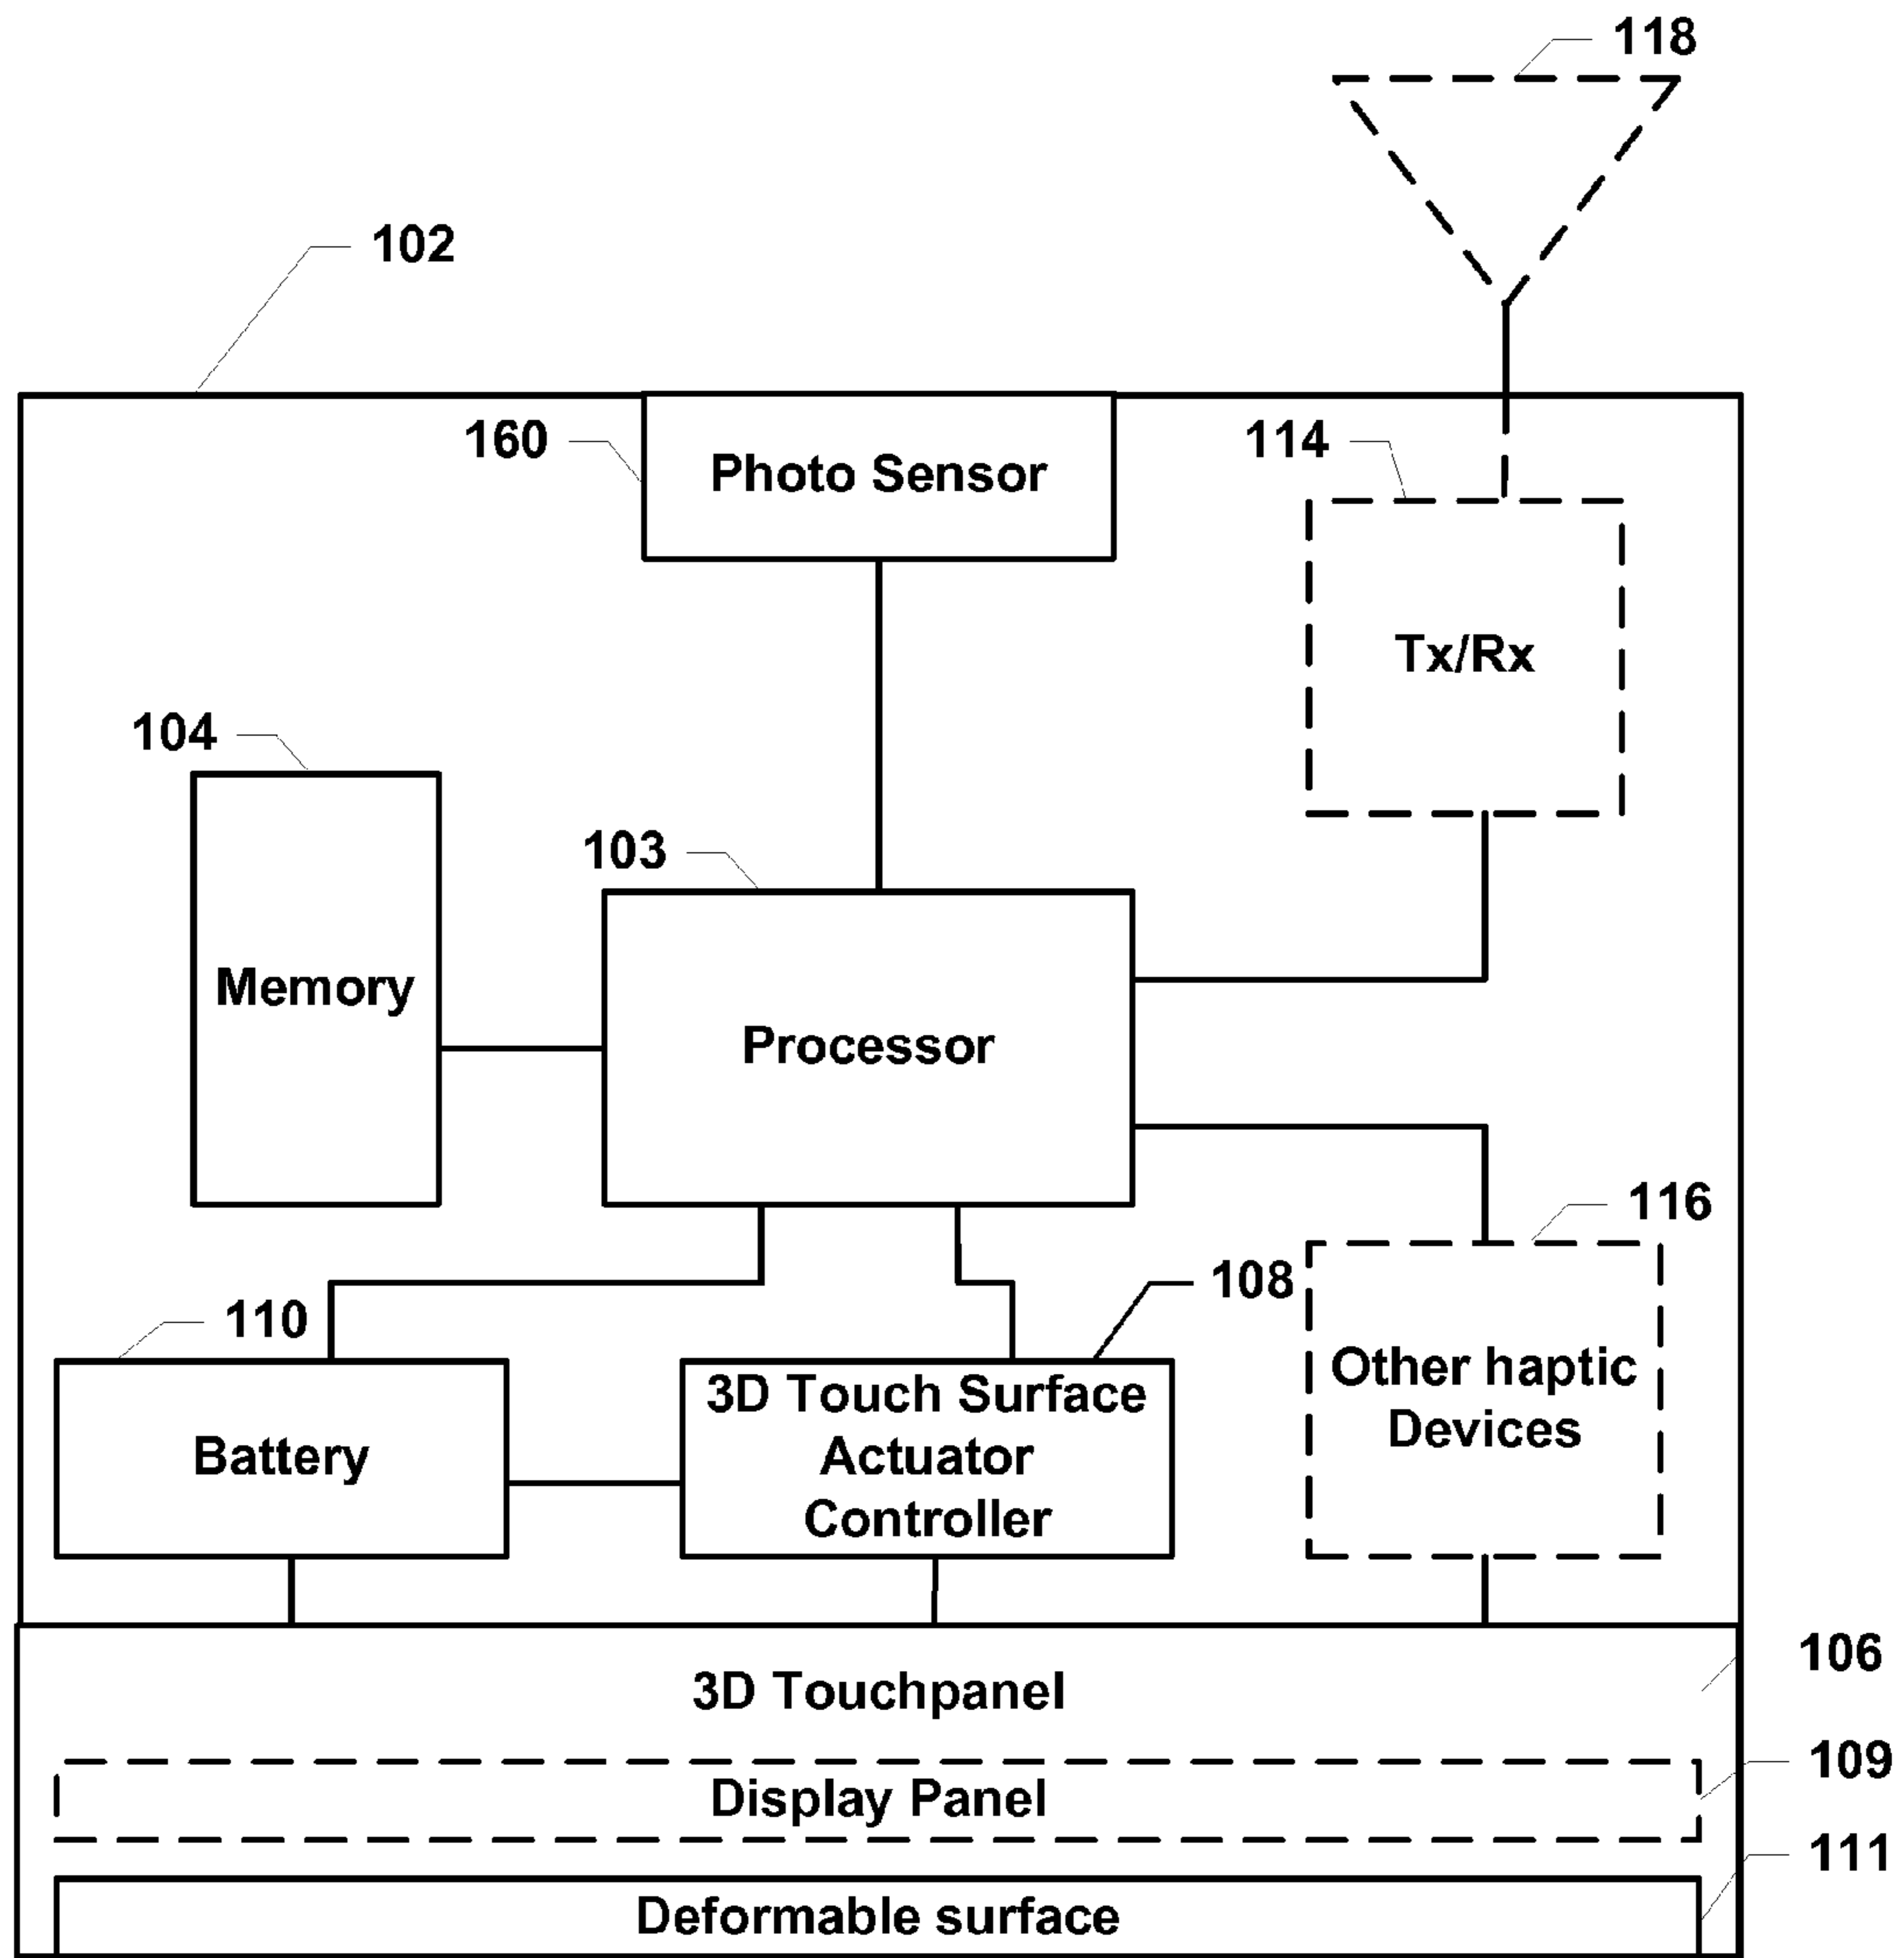 118
102
160
Photo Sensor
114
Tx/Rx
104
Memory
103
Processor
116
108
110
Battery
3D Touch Surface
Actuator
Controller
Other haptic
Devices
106
3D Touchpanel
109
Display Panel
111
Deformable surface